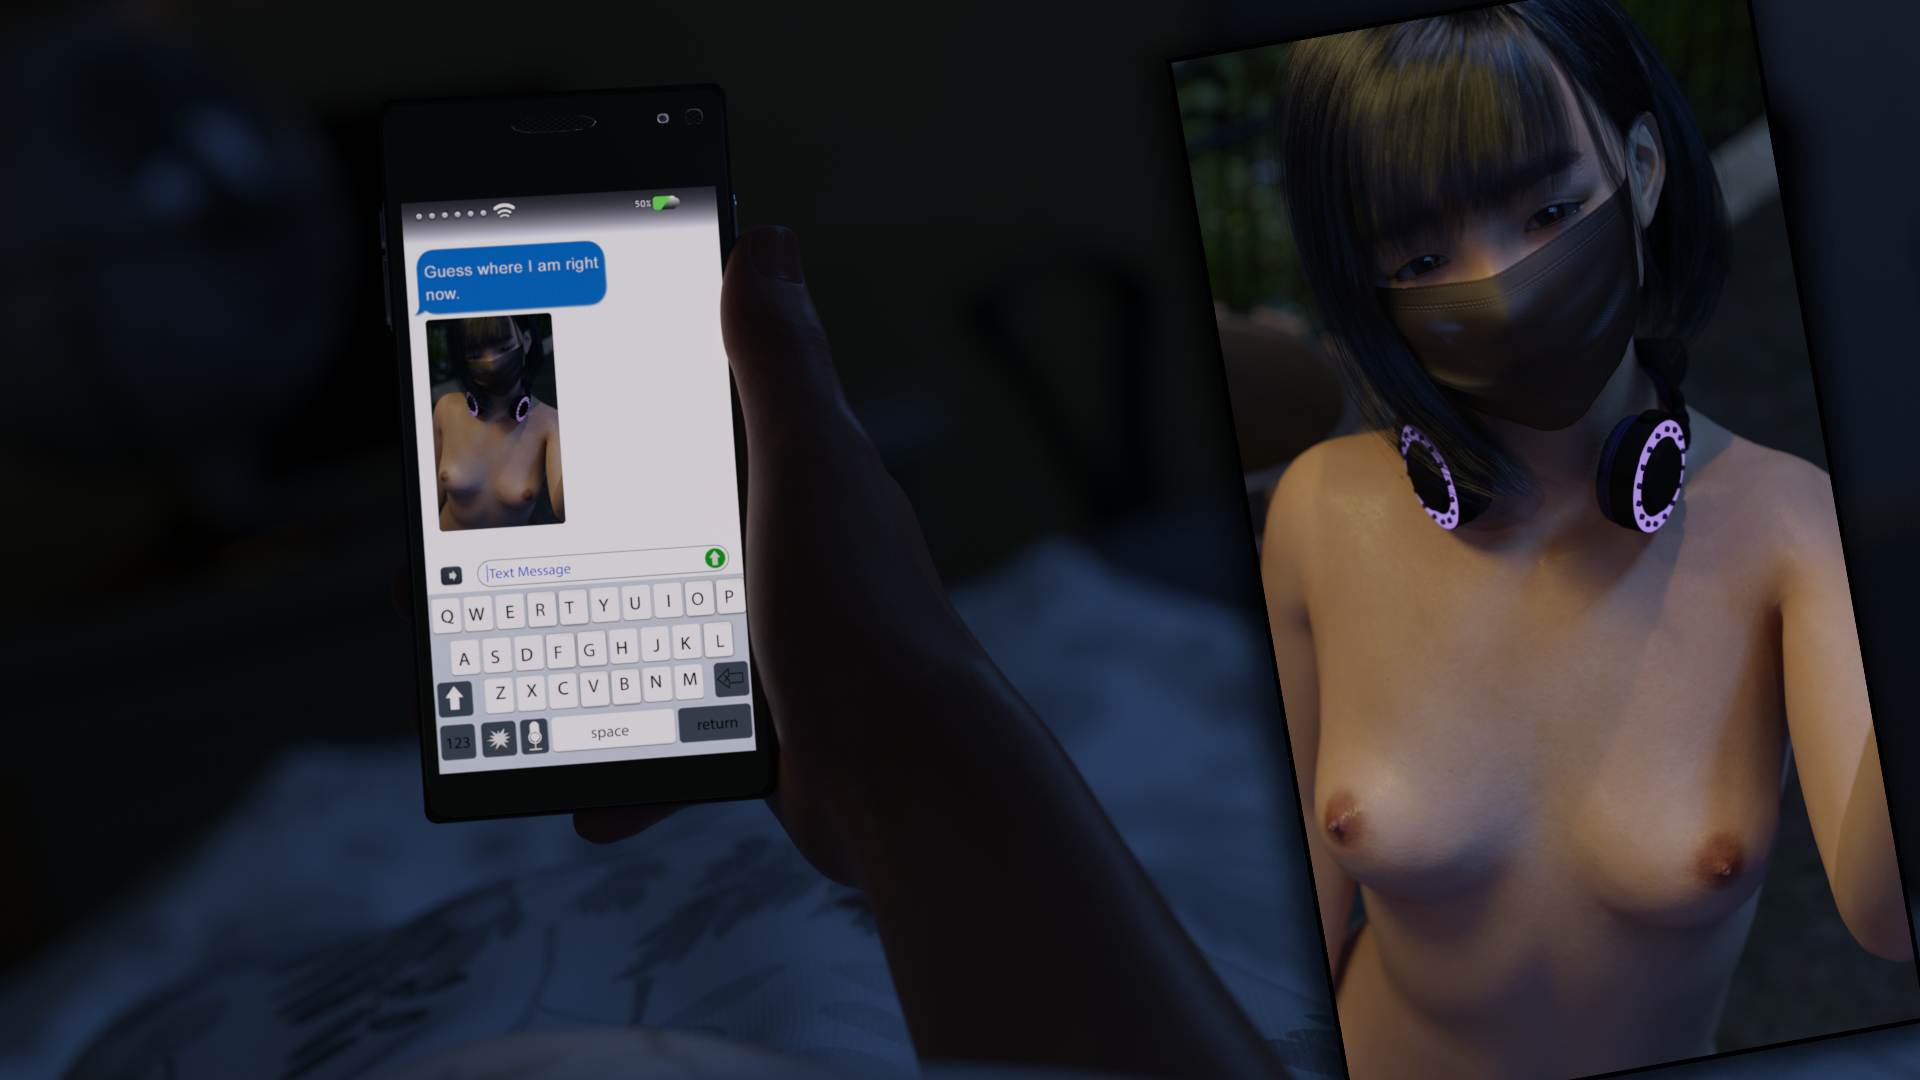 50%
Guess where I am right
now.
Text Message
Q W E R T Y U I O P
A S D F G H J K L
Z X C V B N M
123 space return